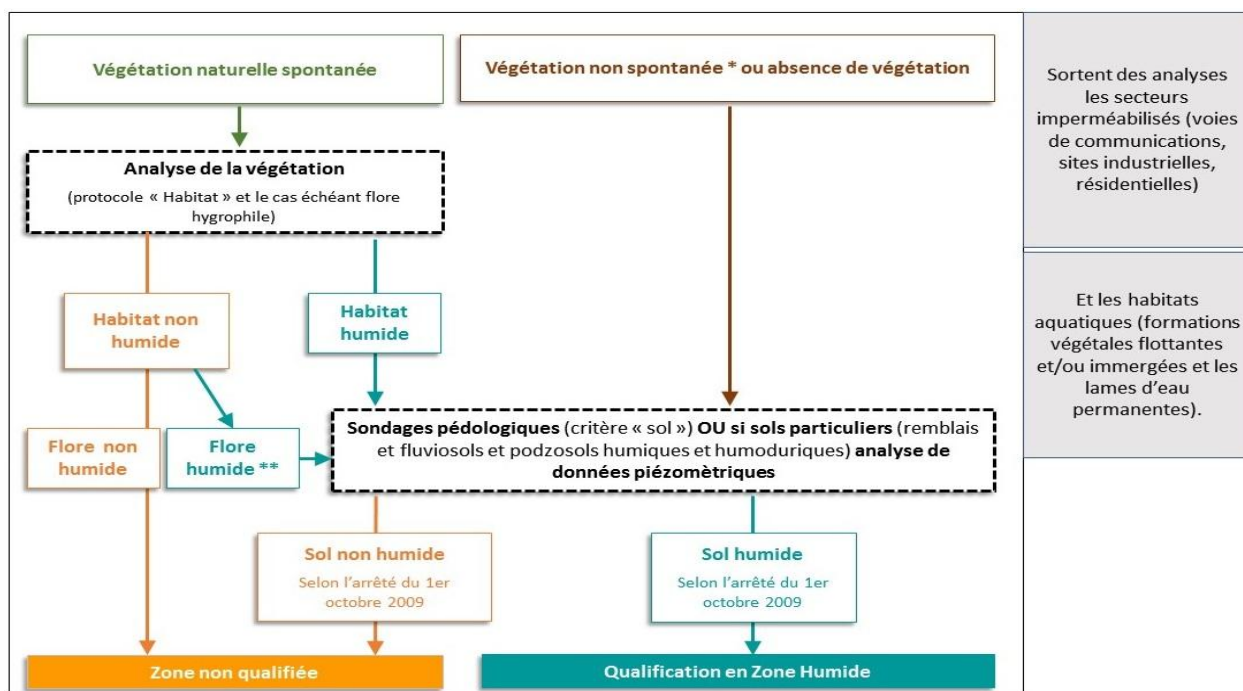 Végétation naturelle spontanée
Végétation non spontanée * ou absence de végétation
Analyse de la végétation
(protocole « Habitat » et le cas échéant flore
hygrophile)
Habitat non
humide
Habitat
humide
Flore non
humide
Flore
humide **
Sondages pédologiques (critère « sol ») OU si sols particuliers (remblais
et fluviosols et podzosols humiques et humoduriques) analyse de
données piézomètriques
Sol non humide
Selon l’arrêté du 1er
octobre 2009
Sol humide
Selon l’arrêté du 1er
octobre 2009
Zone non qualifiée
Qualification en Zone Humide
Sortent des analyses
les secteurs
imperméabilisés (voies
de communications,
sites industrielles,
résidentielles)
Et les habitats
aquatiques (formations
végétales flottantes
et/ou immergées et les
lames d’eau
permanentes).